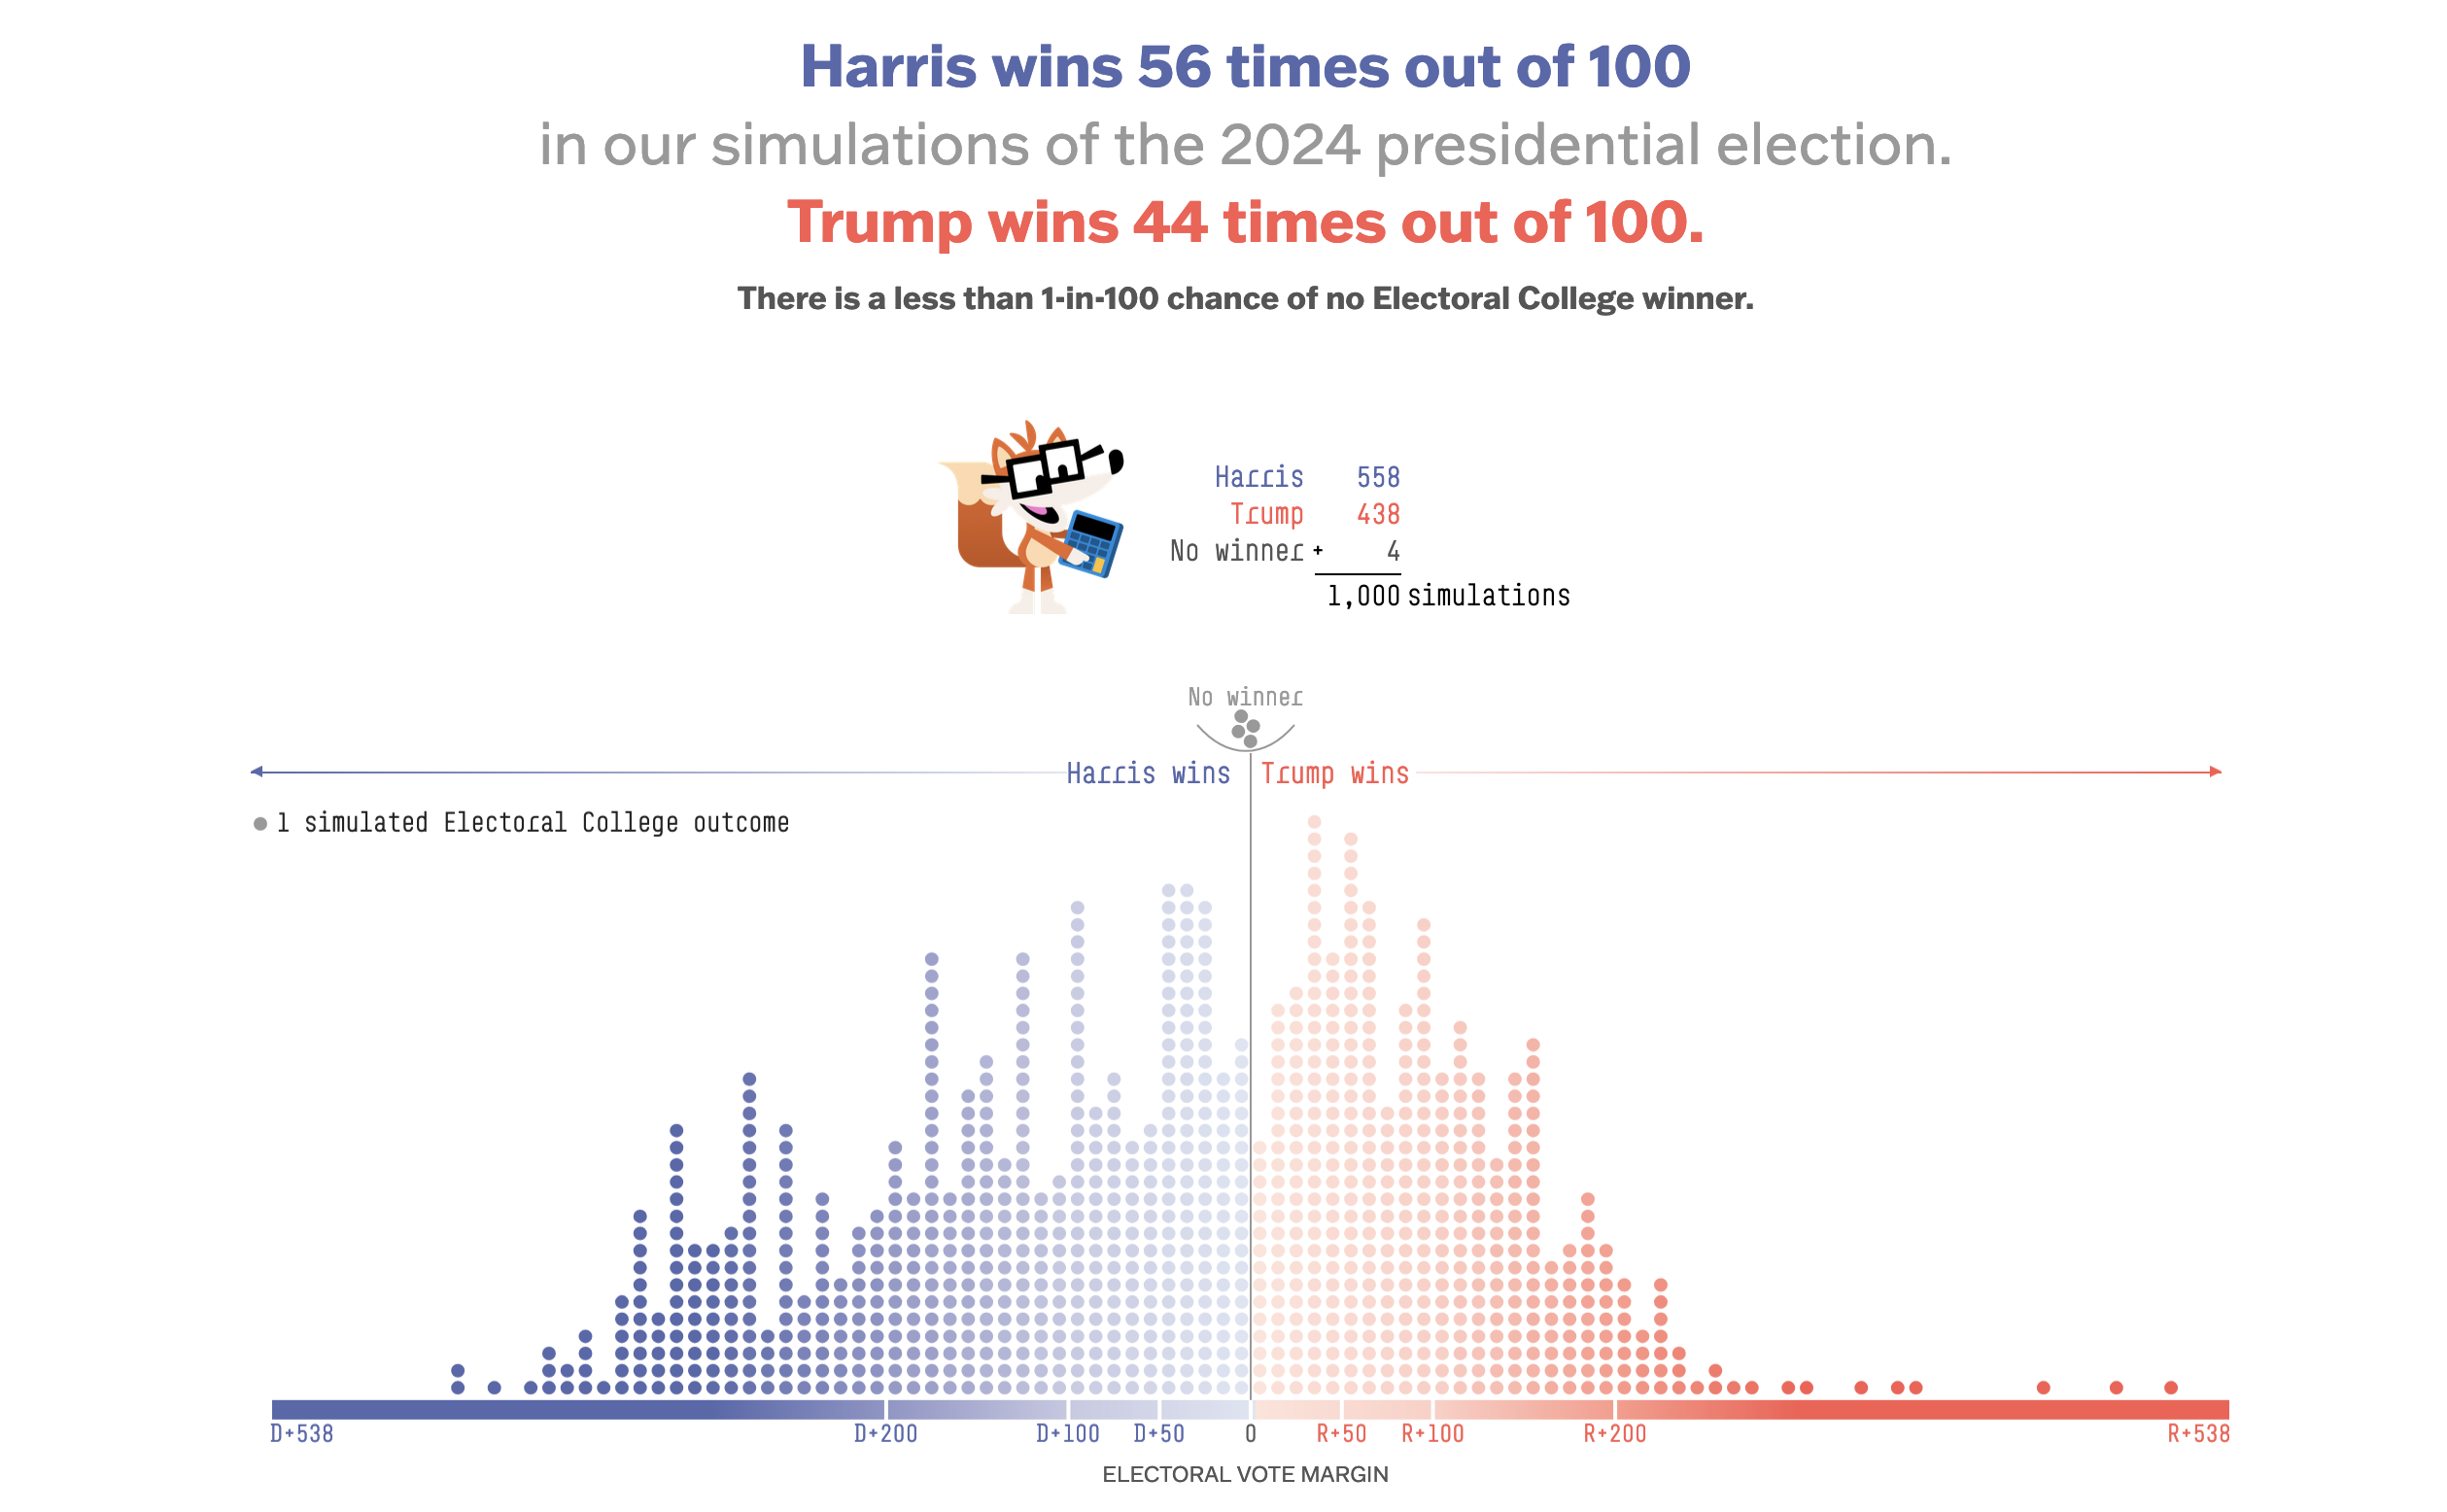 Harris wins 56 times out of 100
in our simulations of the 2024 presidential election.
Trump wins 44 times out of 100.
There is a less than 1-in-100 chance of no Electoral College winner.
Harris 558
Trump 438
No winner + 4
1,000 simulations
No winner
Harris wins Trump wins
1 simulated Electoral College outcome
D+538 D+200 D+100 D+50 0 R+50 R+100 R+200 R+538
ELECTORAL VOTE MARGIN